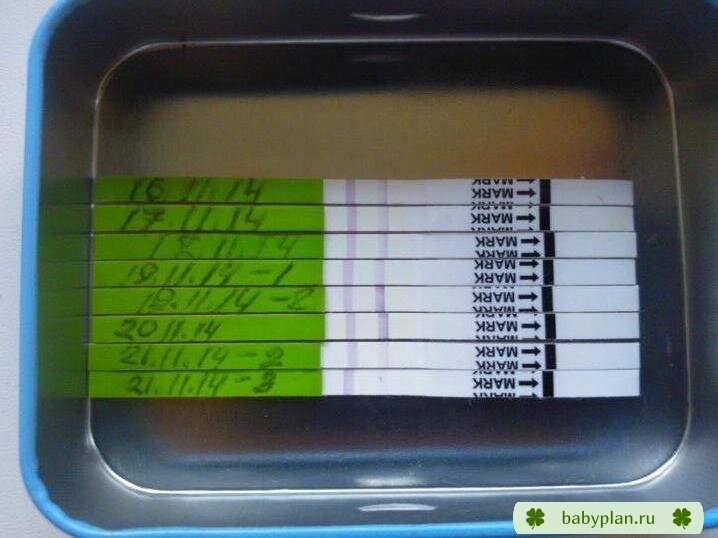 16.11.14 MARK
17.11.14 MARK
18.11.14 MARK
19.11.14-1 MARK
19.11.14-2 MARK
20 11.14 MARK
21.11.14-2 MARK
21.11.14-3 MARK
babyplan.ru